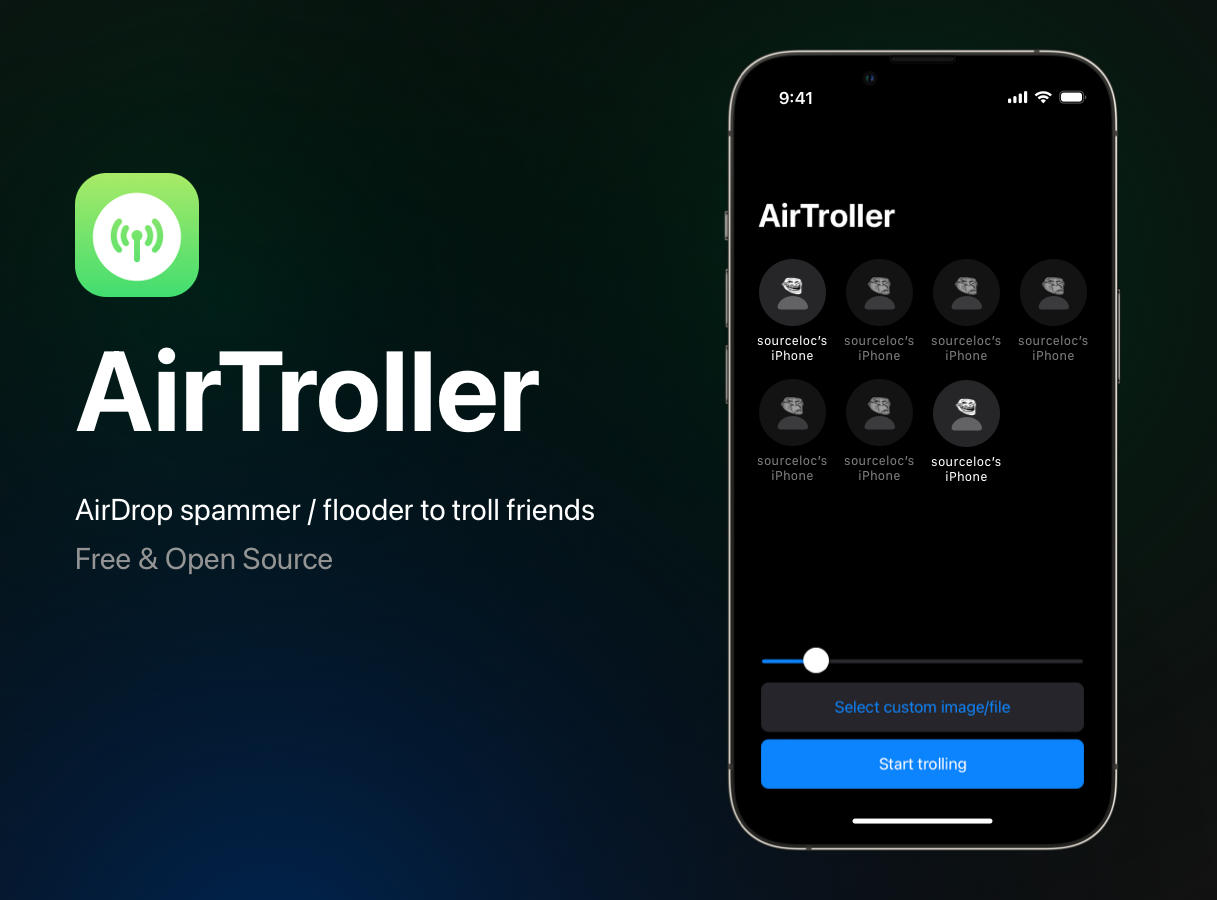 AirTroller
AirDrop spammer / flooder to troll friends
Free & Open Source
9:41
AirTroller
sourceloc’s
iPhone
sourceloc’s
iPhone
sourceloc’s
iPhone
sourceloc’s
iPhone
sourceloc’s
iPhone
sourceloc’s
iPhone
sourceloc’s
iPhone
Select custom image/file
Start trolling